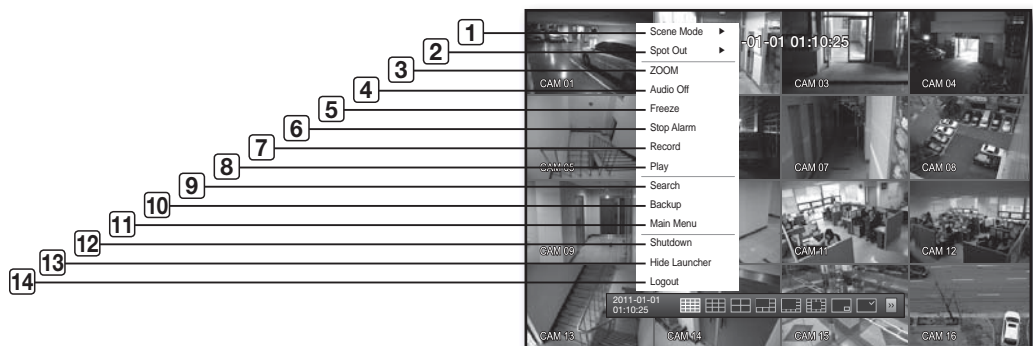 1
2
3
4
5
6
7
8
9
10
11
12
13
14
Scene Mode ▶
Spot Out ▶
ZOOM
Audio Off
Freeze
Stop Alarm
Record
Play
Search
Backup
Main Menu
Shutdown
Hide Launcher
Logout
-01-01 01:10:25
CAM 01
CAM 03
CAM 04
CAM 05
CAM 07
CAM 08
CAM 09
CAM 11
CAM 12
2011-01-01
01:10:25
CAM 13
CAM 14
CAM 15
CAM 16